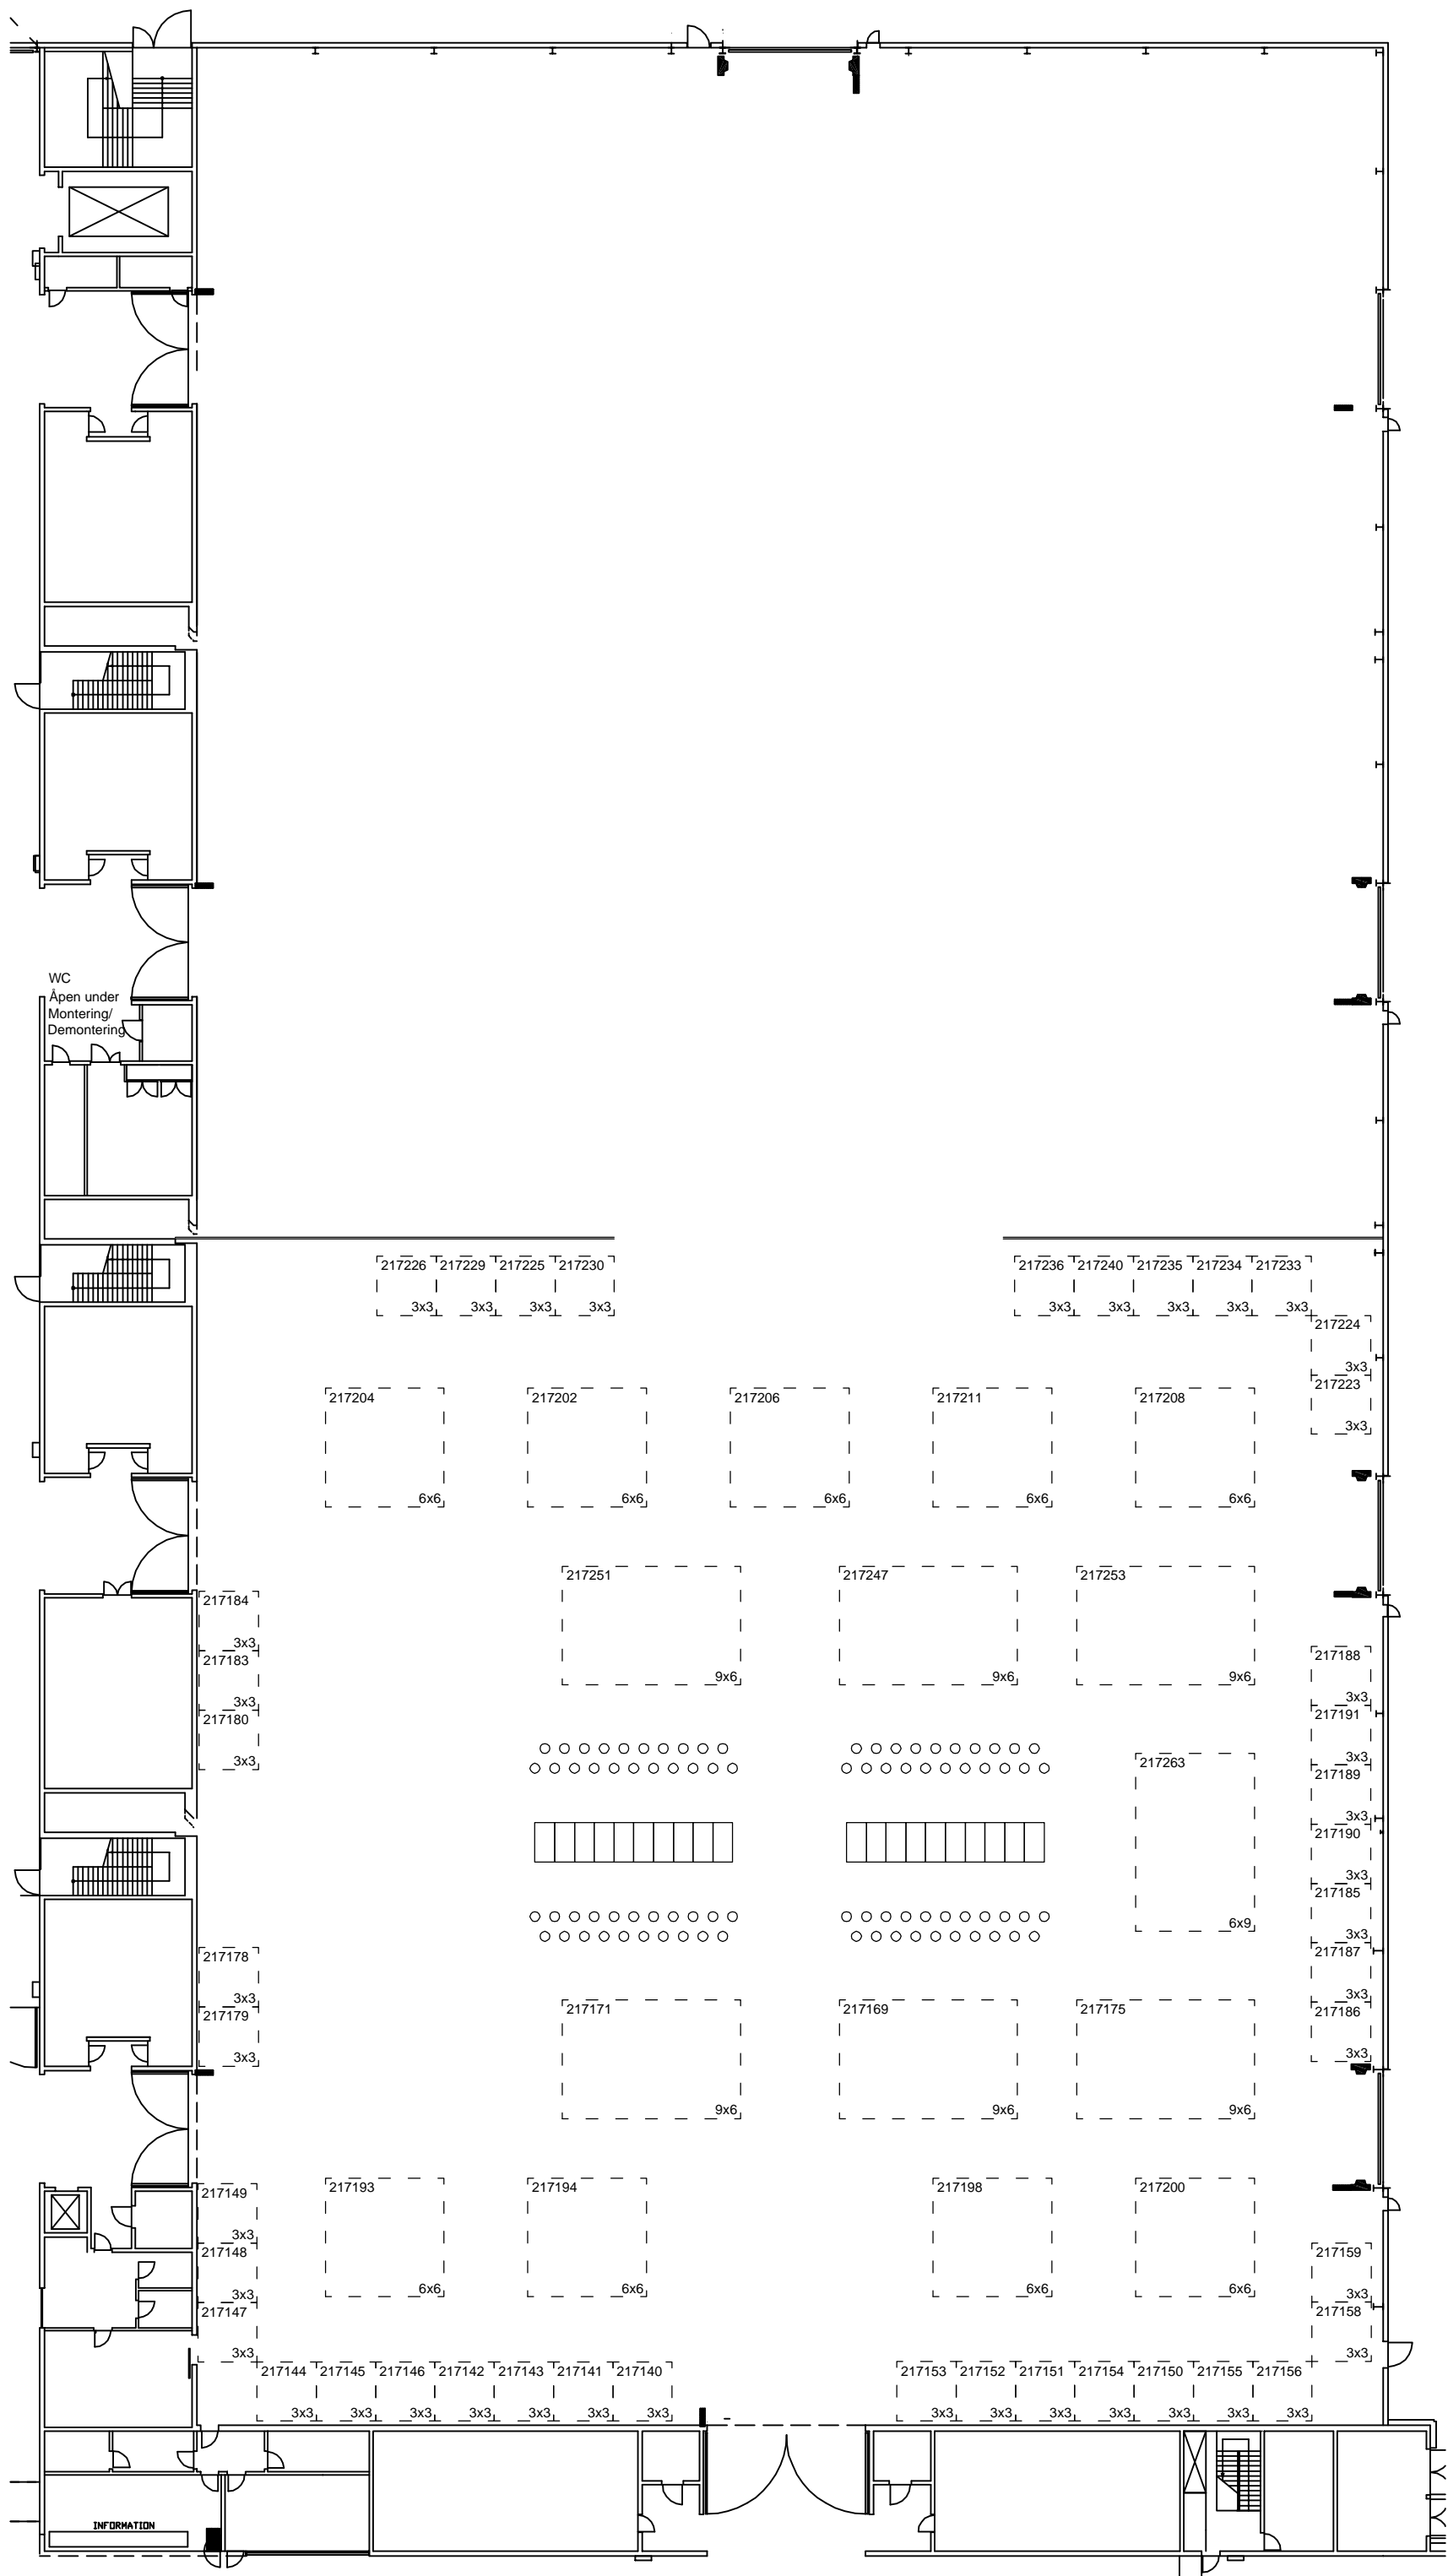 WC
Åpen under
Montering/
Demontering
217226 217229 217225 217230
3x3 3x3 3x3 3x3
217236 217240 217235 217234 217233
3x3 3x3 3x3 3x3 3x3
217224
3x3
217223
3x3
217204 217202 217206 217211 217208
6x6 6x6 6x6 6x6 6x6
217251 217247 217253
9x6 9x6 9x6
217184
3x3
217183
3x3
217180
3x3
217188
3x3
217191
3x3
217189
3x3
217190
3x3
217185
3x3
217187
3x3
217186
3x3
217263
6x9
217178
3x3
217179
3x3
217171 217169 217175
9x6 9x6 9x6
217149
3x3
217148
3x3
217147
3x3
217193 217194 217198 217200
6x6 6x6 6x6 6x6
217159
3x3
217158
3x3
217144 217145 217146 217142 217143 217141 217140
3x3 3x3 3x3 3x3 3x3 3x3 3x3
217153 217152 217151 217154 217150 217155 217156
3x3 3x3 3x3 3x3 3x3 3x3 3x3
INFORMATION